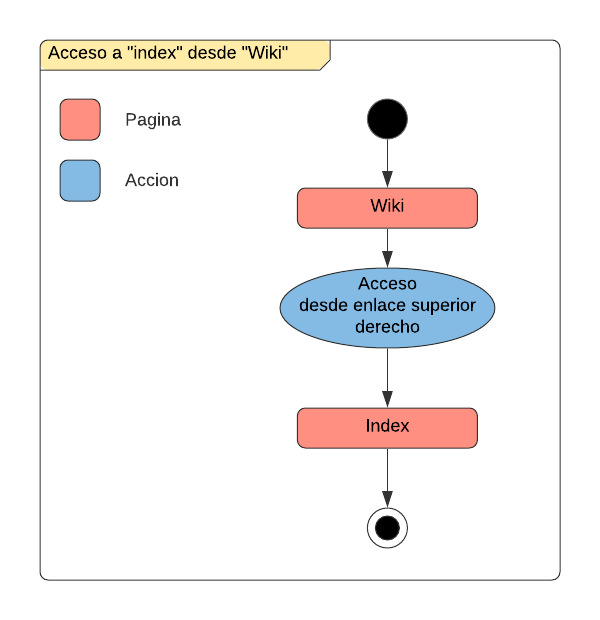 Acceso a "index" desde "Wiki"
Pagina
Accion
Wiki
Acceso
desde enlace superior
derecho
Index